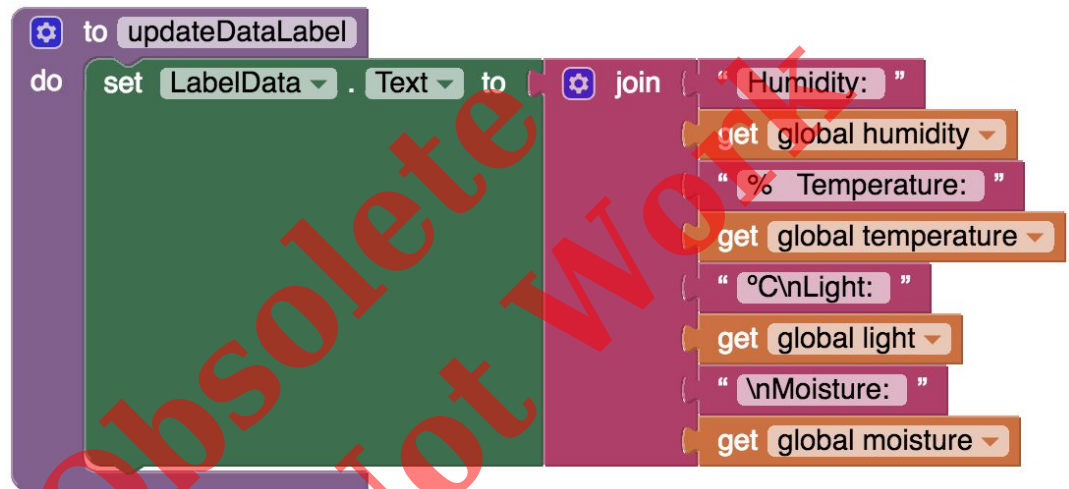 to updateDataLabel
do set LabelData . Text to join " Humidity: "
get global humidity
" % Temperature: "
get global temperature
" ºC\nLight: "
get global light
" \nMoisture: "
get global moisture
Obsolete
Not Work